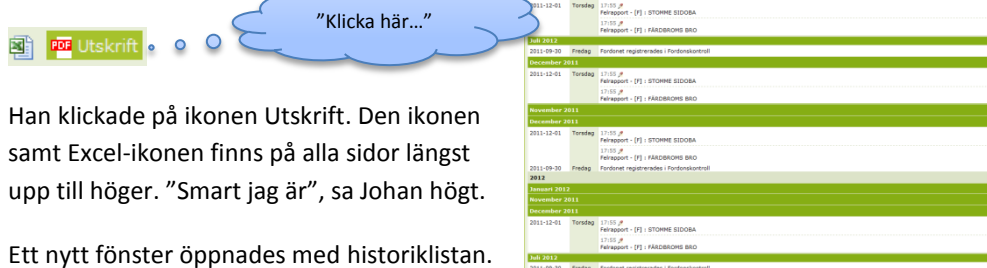 ”Klicka här...”
PDF Utskrift
Han klickade på ikonen Utskrift. Den ikonen
samt Excel-ikonen finns på alla sidor längst
upp till höger. ”Smart jag är”, sa Johan högt.
Ett nytt fönster öppnades med historiklistan.
2011-12-01 Torsdag 17:55
Felrapport - [F] : STOMME SIDOBA
17:55
Felrapport - [F] : FÄRDBROMS BRO
Juli 2012
2011-09-30 Fredag Fordonet registrerades i Fordonskontroll
December 2011
2011-12-01 Torsdag 17:55
Felrapport - [F] : STOMME SIDOBA
17:55
Felrapport - [F] : FÄRDBROMS BRO
November 2011
December 2011
2011-12-01 Torsdag 17:55
Felrapport - [F] : STOMME SIDOBA
17:55
Felrapport - [F] : FÄRDBROMS BRO
2011-09-30 Fredag Fordonet registrerades i Fordonskontroll
2012
Januari 2012
November 2011
December 2011
2011-12-01 Torsdag 17:55
Felrapport - [F] : STOMME SIDOBA
17:55
Felrapport - [F] : FÄRDBROMS BRO
Juli 2012
2011-09-30 Fredag Fordonet registrerades i Fordonskontroll